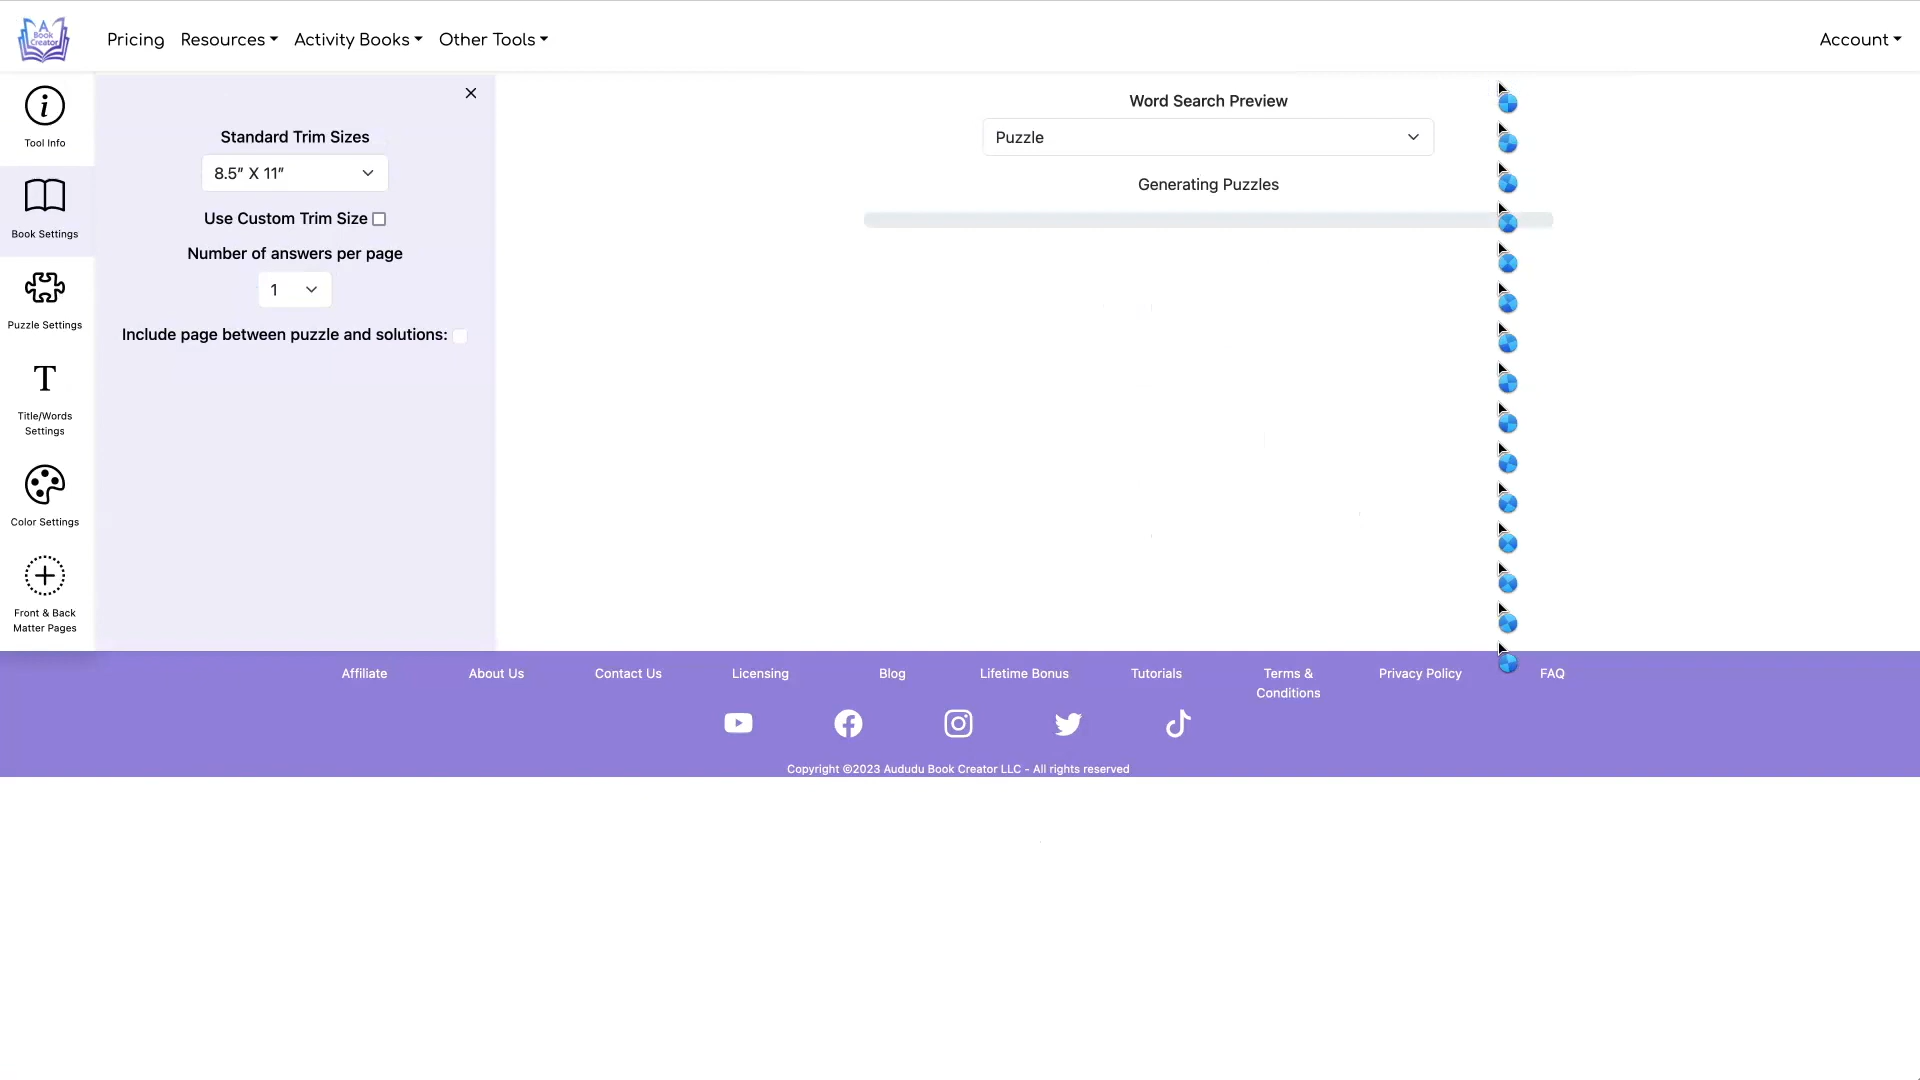 A
Book
Creator
Pricing
Resources
Activity Books
Other Tools
Account
Tool Info
Book Settings
Puzzle Settings
T
Title/Words
Settings
Color Settings
Front & Back
Matter Pages
Standard Trim Sizes
8.5" X 11"
Use Custom Trim Size
Number of answers per page
1
Include page between puzzle and solutions:
Word Search Preview
Puzzle
Generating Puzzles
Affiliate
About Us
Contact Us
Licensing
Blog
Lifetime Bonus
Tutorials
Terms &
Conditions
Privacy Policy
FAQ
Copyright ©2023 Aududu Book Creator LLC - All rights reserved